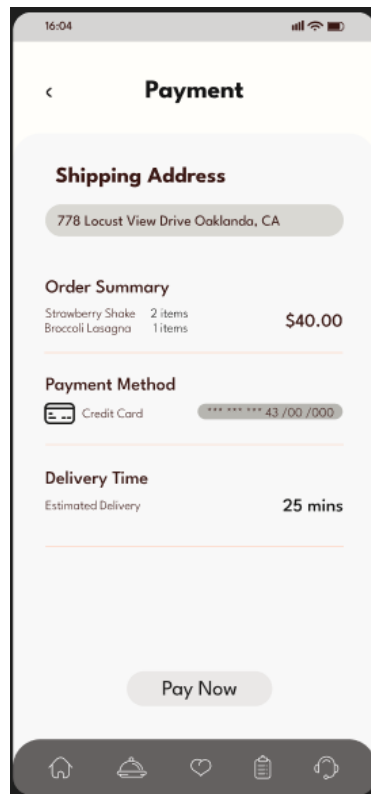 16:04
Payment
Shipping Address
778 Locust View Drive Oaklanda, CA
Order Summary
Strawberry Shake 2 items
Broccoli Lasagna 1 items
$40.00
Payment Method
Credit Card *** *** *** 43 /00 /000
Delivery Time
Estimated Delivery 25 mins
Pay Now